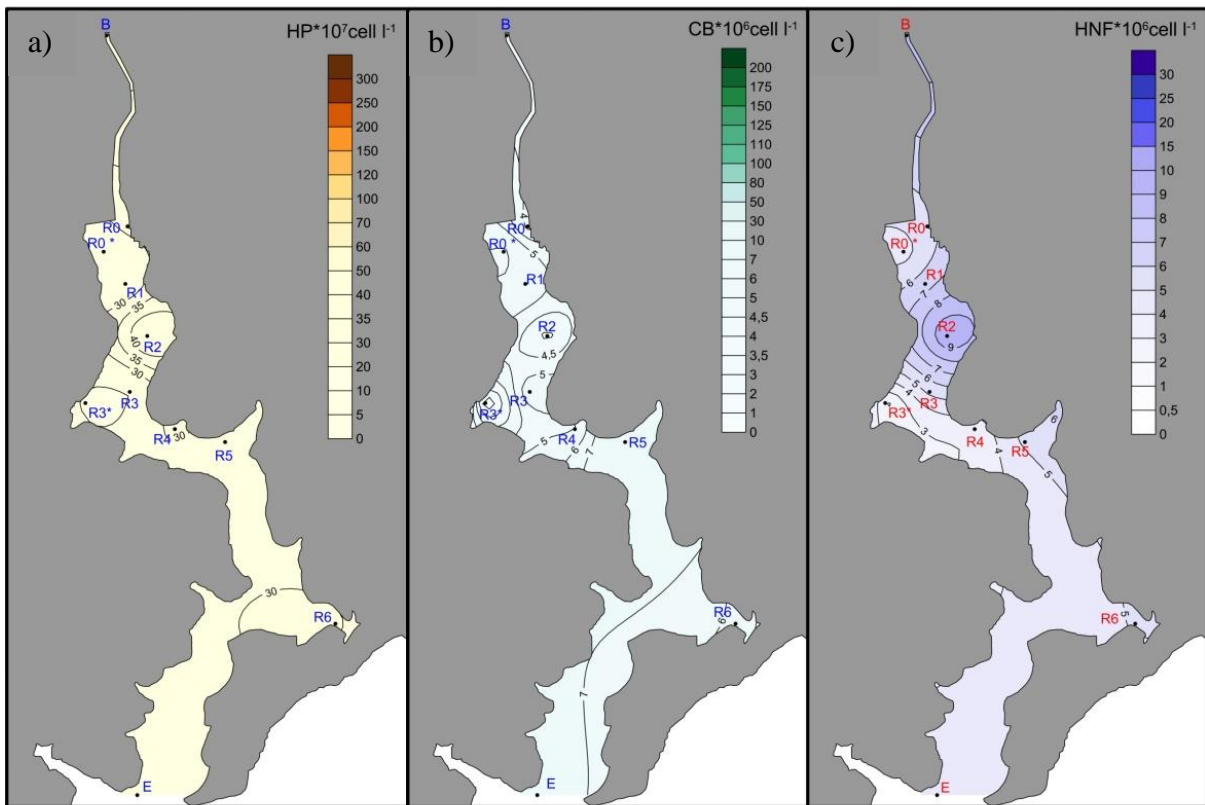 a)
HP*10⁷cell l⁻¹
B
300
250
200
150
120
100
70
60
50
40
30
20
10
5
0
R0
R0 *
R1
30
35
40
R2
35
30
R3
R3*
R4
30
R5
30
R6
E
b)
CB*10⁶cell l⁻¹
B
200
175
150
125
110
100
80
50
30
10
7
6
5
4,5
4
3,5
3
2
1
0
4
R0
R0 *
5
R1
R2
4,5
5
R3
R3*
5
R4
6
7
R5
R6
6
7
E
c)
HNF*10⁶cell l⁻¹
B
30
25
20
15
10
9
8
7
6
5
4
3
2
1
0,5
0
R0
R0 *
R1
6
7
8
R2
9
7
6
5
4
R3
R3*
3
R4
4
R5
6
5
R6
5
E